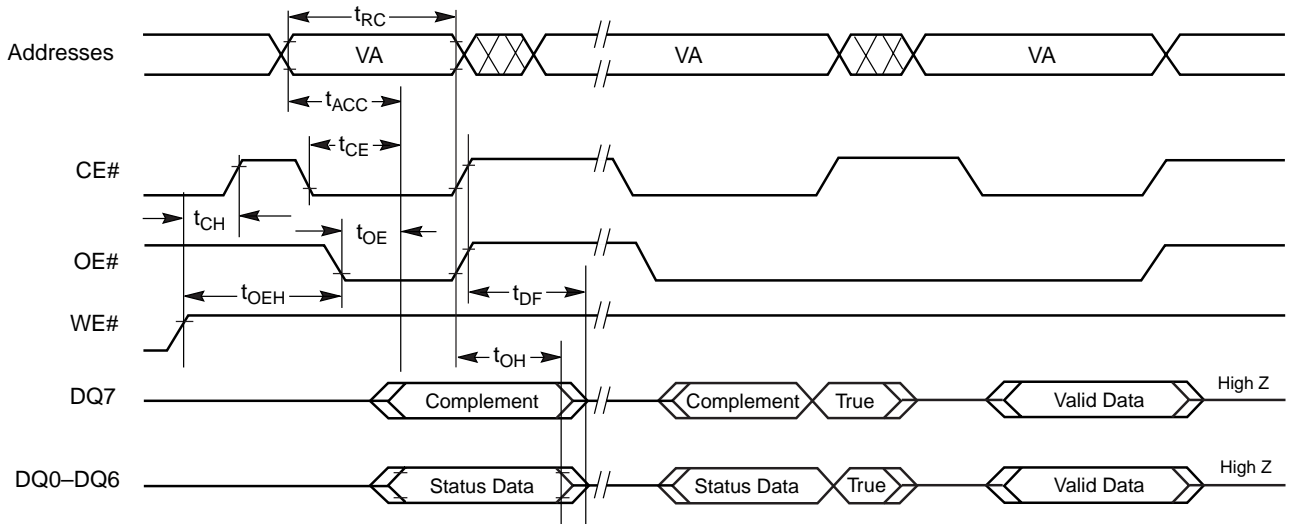 tRC
Addresses VA VA VA
tACC
tCE
CE#
tCH tOE
OE#
tOEH tDF
WE#
tOH
DQ7 Complement Complement True Valid Data High Z
DQ0–DQ6 Status Data Status Data True Valid Data High Z